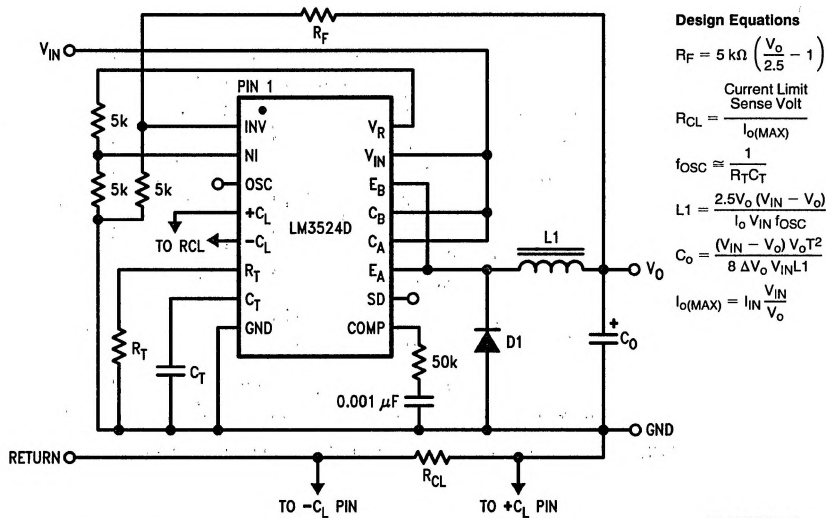 R_F
V_IN
PIN 1
5k
5k
5k
INV
NI
OSC
+C_L
-C_L
R_T
C_T
GND
LM3524D
V_R
V_IN
E_B
C_B
C_A
E_A
SD
COMP
TO RCL
R_T
C_T
50k
0.001 μF
D1
L1
V_O
+
C_O
GND
RETURN
R_CL
TO -C_L PIN
TO +C_L PIN
Design Equations
R_F = 5 kΩ (V_o / 2.5 - 1)
R_CL = Current Limit Sense Volt / I_o(MAX)
f_OSC ≅ 1 / R_T C_T
L1 = 2.5V_o (V_IN - V_o) / I_o V_IN f_OSC
C_o = (V_IN - V_o) V_o T² / 8 ΔV_o V_IN L1
I_o(MAX) = I_IN V_IN / V_o